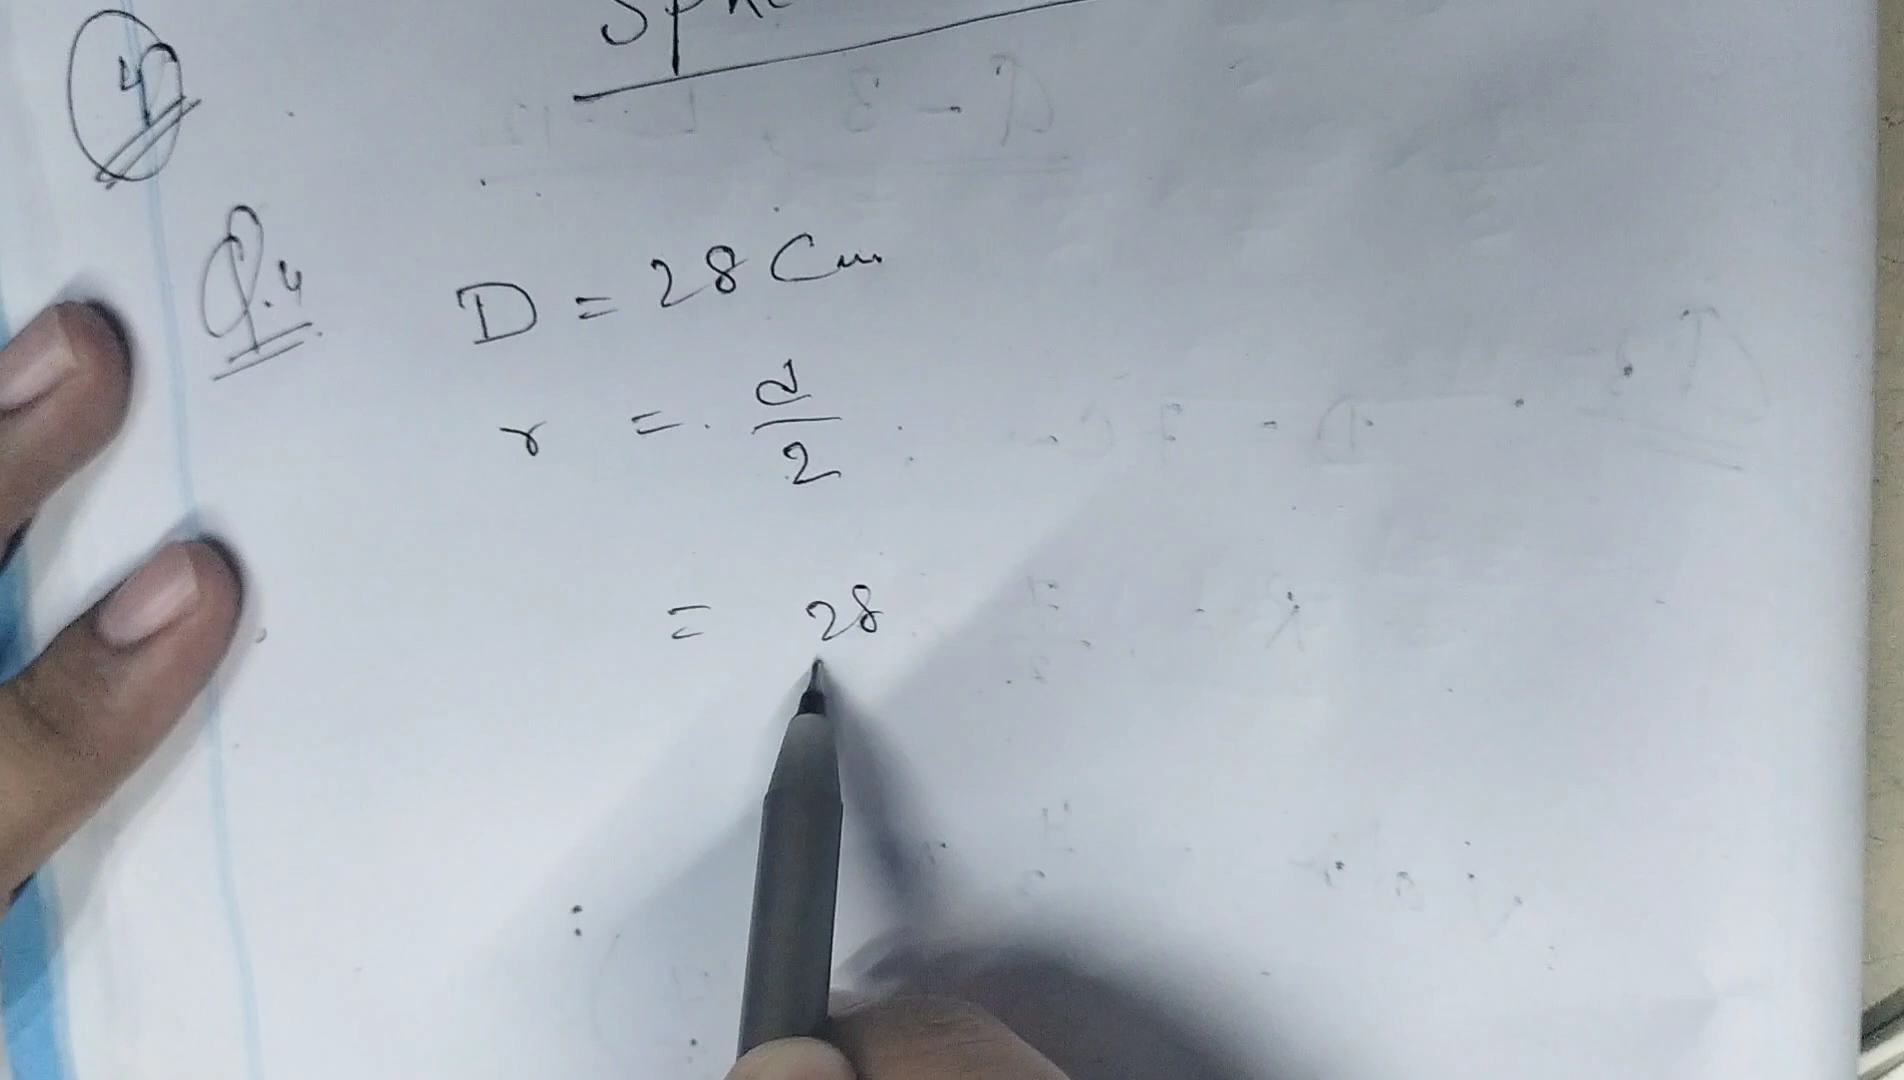 4
Q.4
D = 28 Cm
r = d/2
= 28